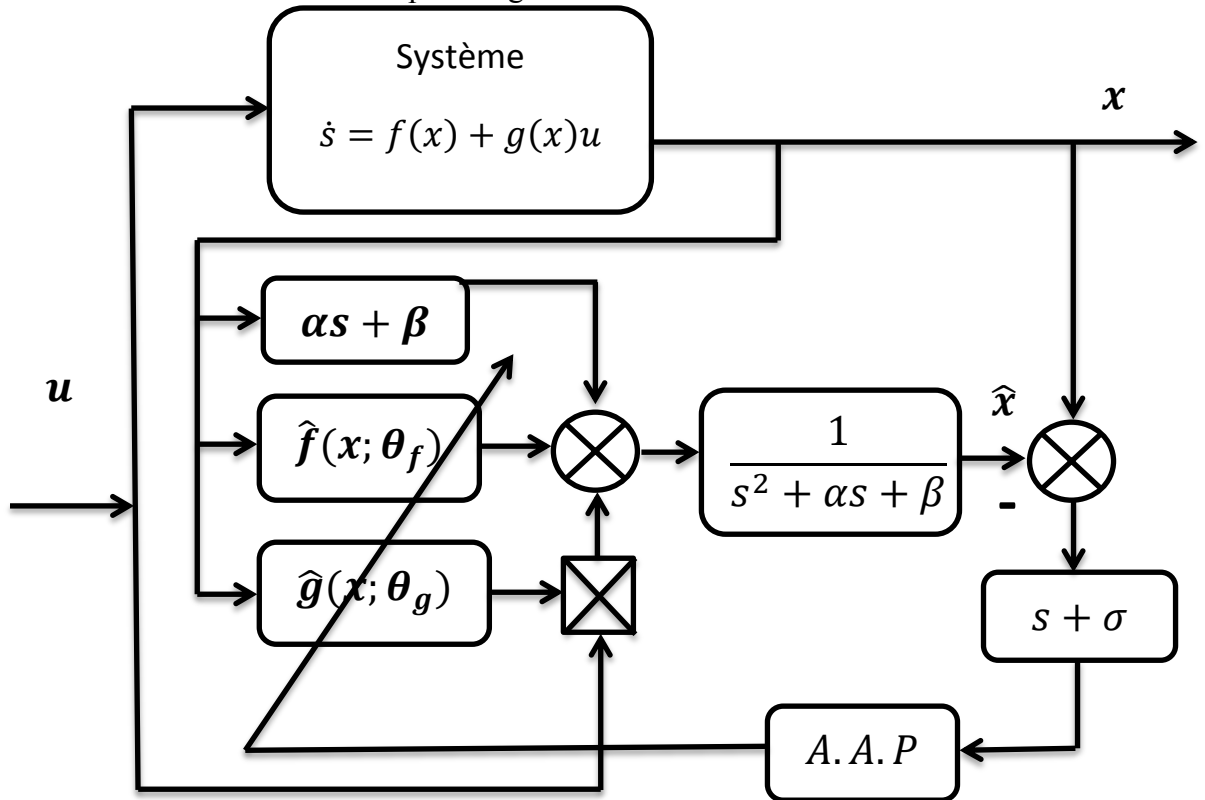 Système
ṡ = f(x) + g(x)u
x
αs + β
u
f̂(x; θ_f)
1
s² + αs + β
x̂
-
ĝ(x; θ_g)
s + σ
A. A. P